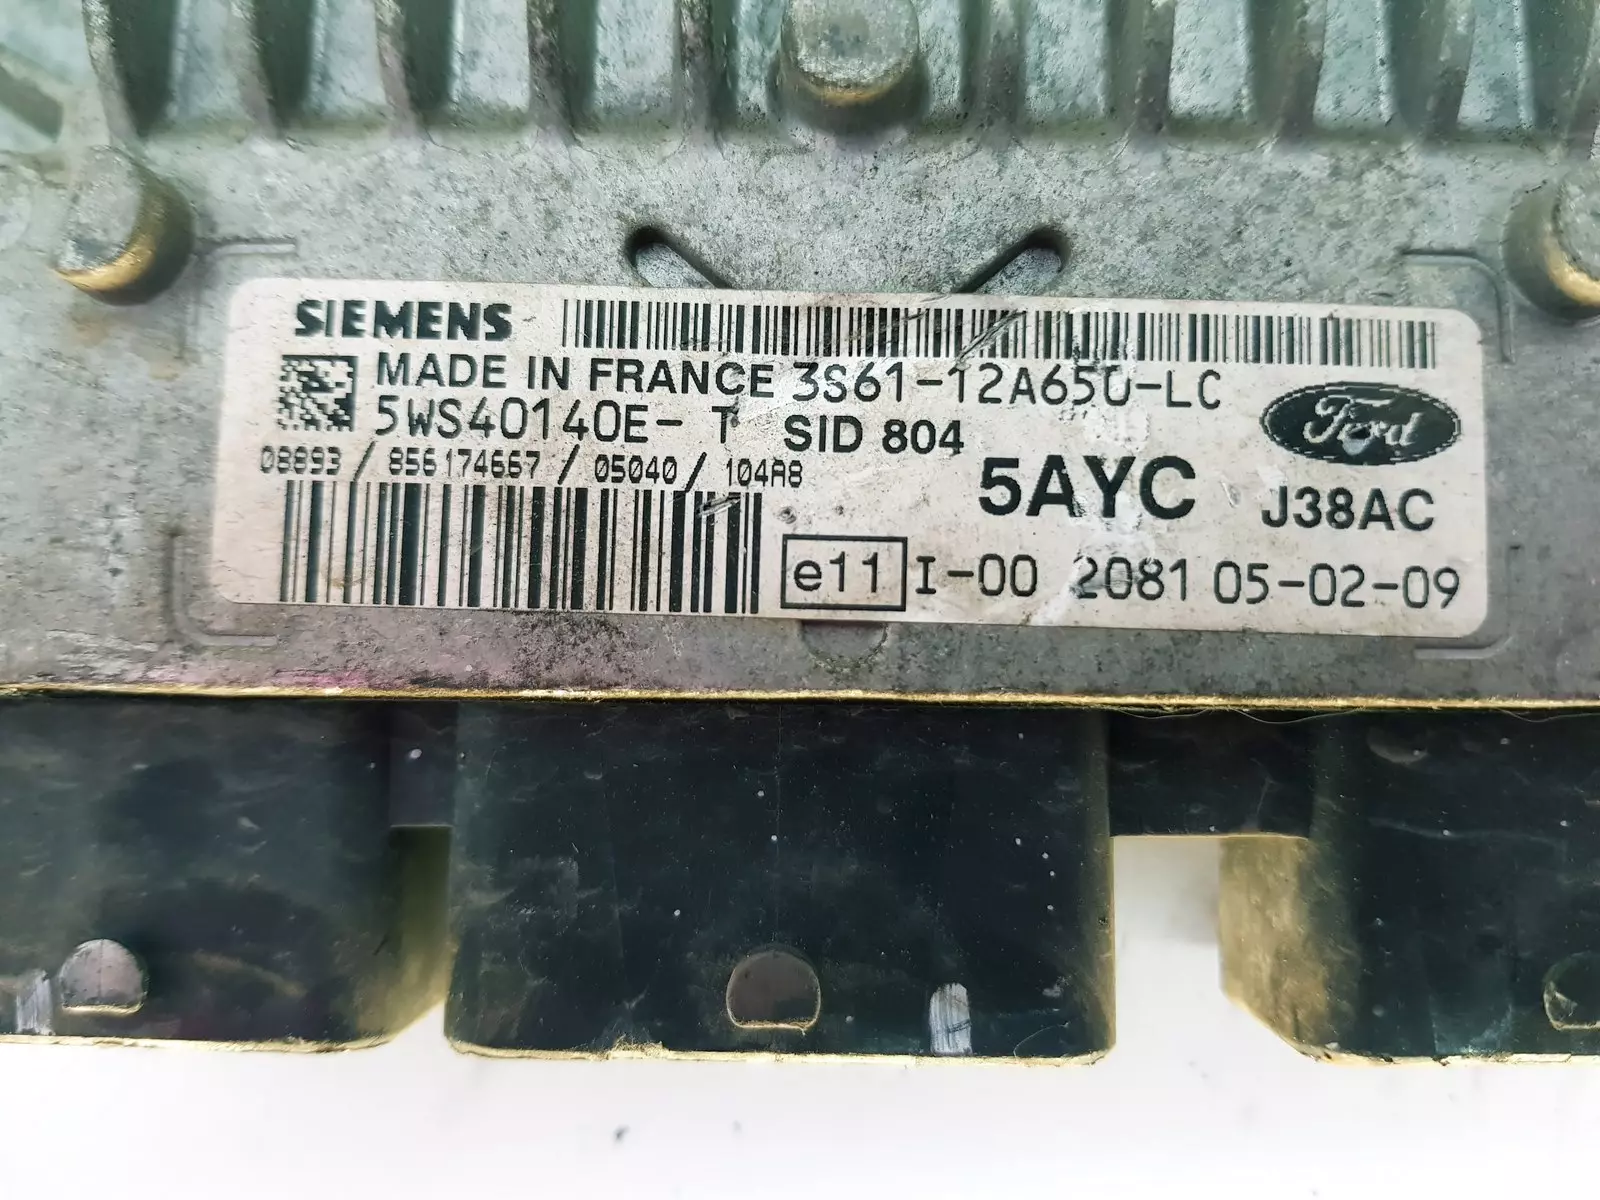 SIEMENS
MADE IN FRANCE 3S61-12A650-LC
5WS40140E- T SID 804
Ford
08893 / 856174667 / 05040 / 104A8
5AYC J38AC
e11 I-00 2081 05-02-09